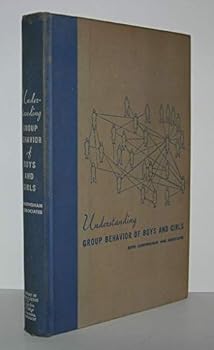 Under-
standing
GROUP
BEHAVIOR
of
BOYS
AND
GIRLS
CUNNINGHAM
ASSOCIATES
Understanding
GROUP BEHAVIOR OF BOYS AND GIRLS
RUTH CUNNINGHAM AND ASSOCIATES